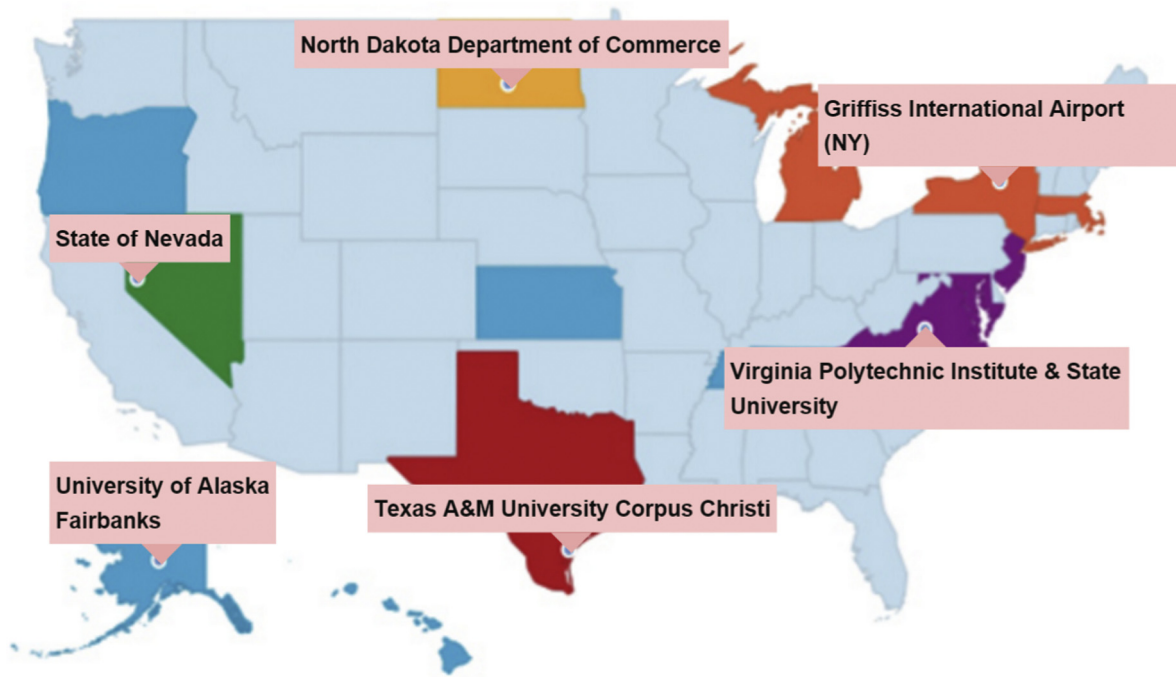 North Dakota Department of Commerce
Griffiss International Airport
(NY)
State of Nevada
Virginia Polytechnic Institute & State
University
University of Alaska
Fairbanks
Texas A&M University Corpus Christi